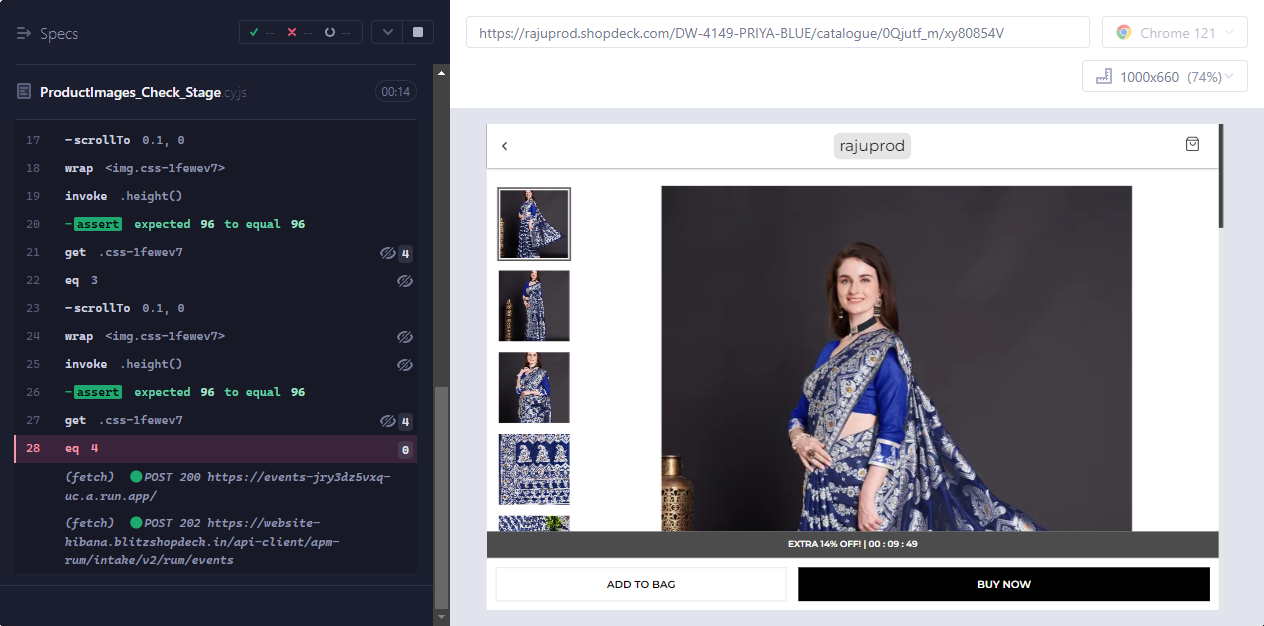 Specs
-- -- --
ProductImages_Check_Stage.cy.js 00:14
17 -scrollTo 0.1, 0
18 wrap <img.css-1fewev7>
19 invoke .height()
20 -assert expected 96 to equal 96
21 get .css-1fewev7 4
22 eq 3
23 -scrollTo 0.1, 0
24 wrap <img.css-1fewev7>
25 invoke .height()
26 -assert expected 96 to equal 96
27 get .css-1fewev7 4
28 eq 4 0
(fetch) POST 200 https://events-jry3dz5vxq-
uc.a.run.app/
(fetch) POST 202 https://website-
kibana.blitzshopdeck.in/api-client/apm-
rum/intake/v2/rum/events
https://rajuprod.shopdeck.com/DW-4149-PRIYA-BLUE/catalogue/0Qjutf_m/xy80854V
Chrome 121
1000x660 (74%)
rajuprod
EXTRA 14% OFF! | 00 : 09 : 49
ADD TO BAG
BUY NOW